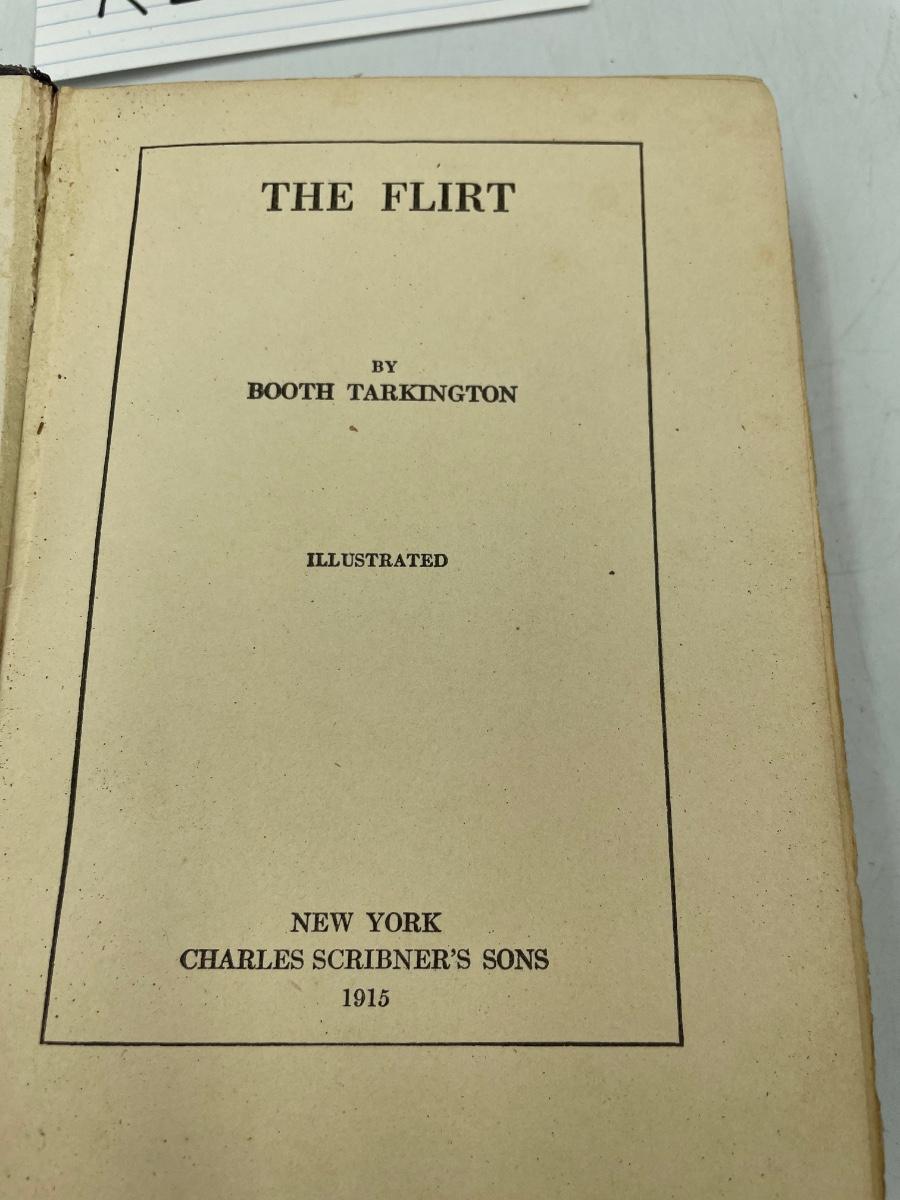 THE FLIRT
BY
BOOTH TARKINGTON
ILLUSTRATED
NEW YORK
CHARLES SCRIBNER'S SONS
1915